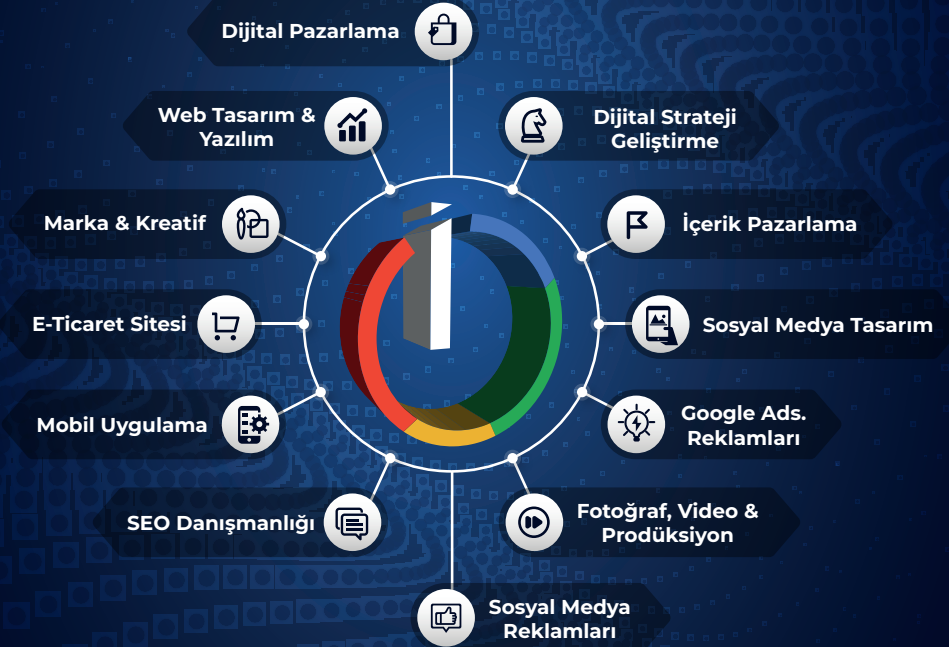 Dijital Pazarlama
Web Tasarım &
Yazılım
Dijital Strateji
Geliştirme
Marka & Kreatif
İçerik Pazarlama
E-Ticaret Sitesi
Sosyal Medya Tasarım
Mobil Uygulama
Google Ads.
Reklamları
SEO Danışmanlığı
Fotoğraf, Video &
Prodüksiyon
Sosyal Medya
Reklamları